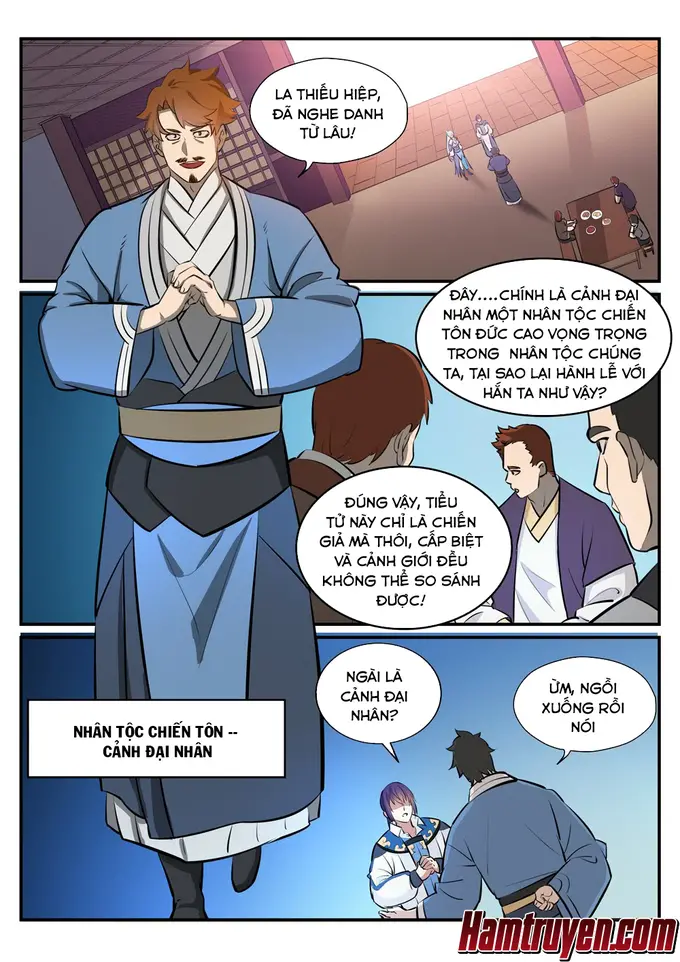 LA THIẾU HIỆP,
ĐÃ NGHE DANH
TỪ LÂU!
ĐÂY....CHÍNH LÀ CẢNH ĐẠI
NHÂN MỘT NHÂN TỘC CHIẾN
TÔN ĐỨC CAO VỌNG TRỌNG
TRONG NHÂN TỘC CHÚNG
TA, TẠI SAO LẠI HÀNH LỄ VỚI
HẮN TA NHƯ VẬY?
ĐÚNG VẬY, TIỂU
TỬ NÀY CHỈ LÀ CHIẾN
GIẢ MÀ THÔI, CẤP BIỆT
VÀ CẢNH GIỚI ĐỀU
KHÔNG THỂ SO SÁNH
ĐƯỢC!
NHÂN TỘC CHIẾN TÔN --
CẢNH ĐẠI NHÂN
NGÀI LÀ
CẢNH ĐẠI
NHÂN?
ỪM, NGỒI
XUỐNG RỒI
NÓI
Hamtruyen.com